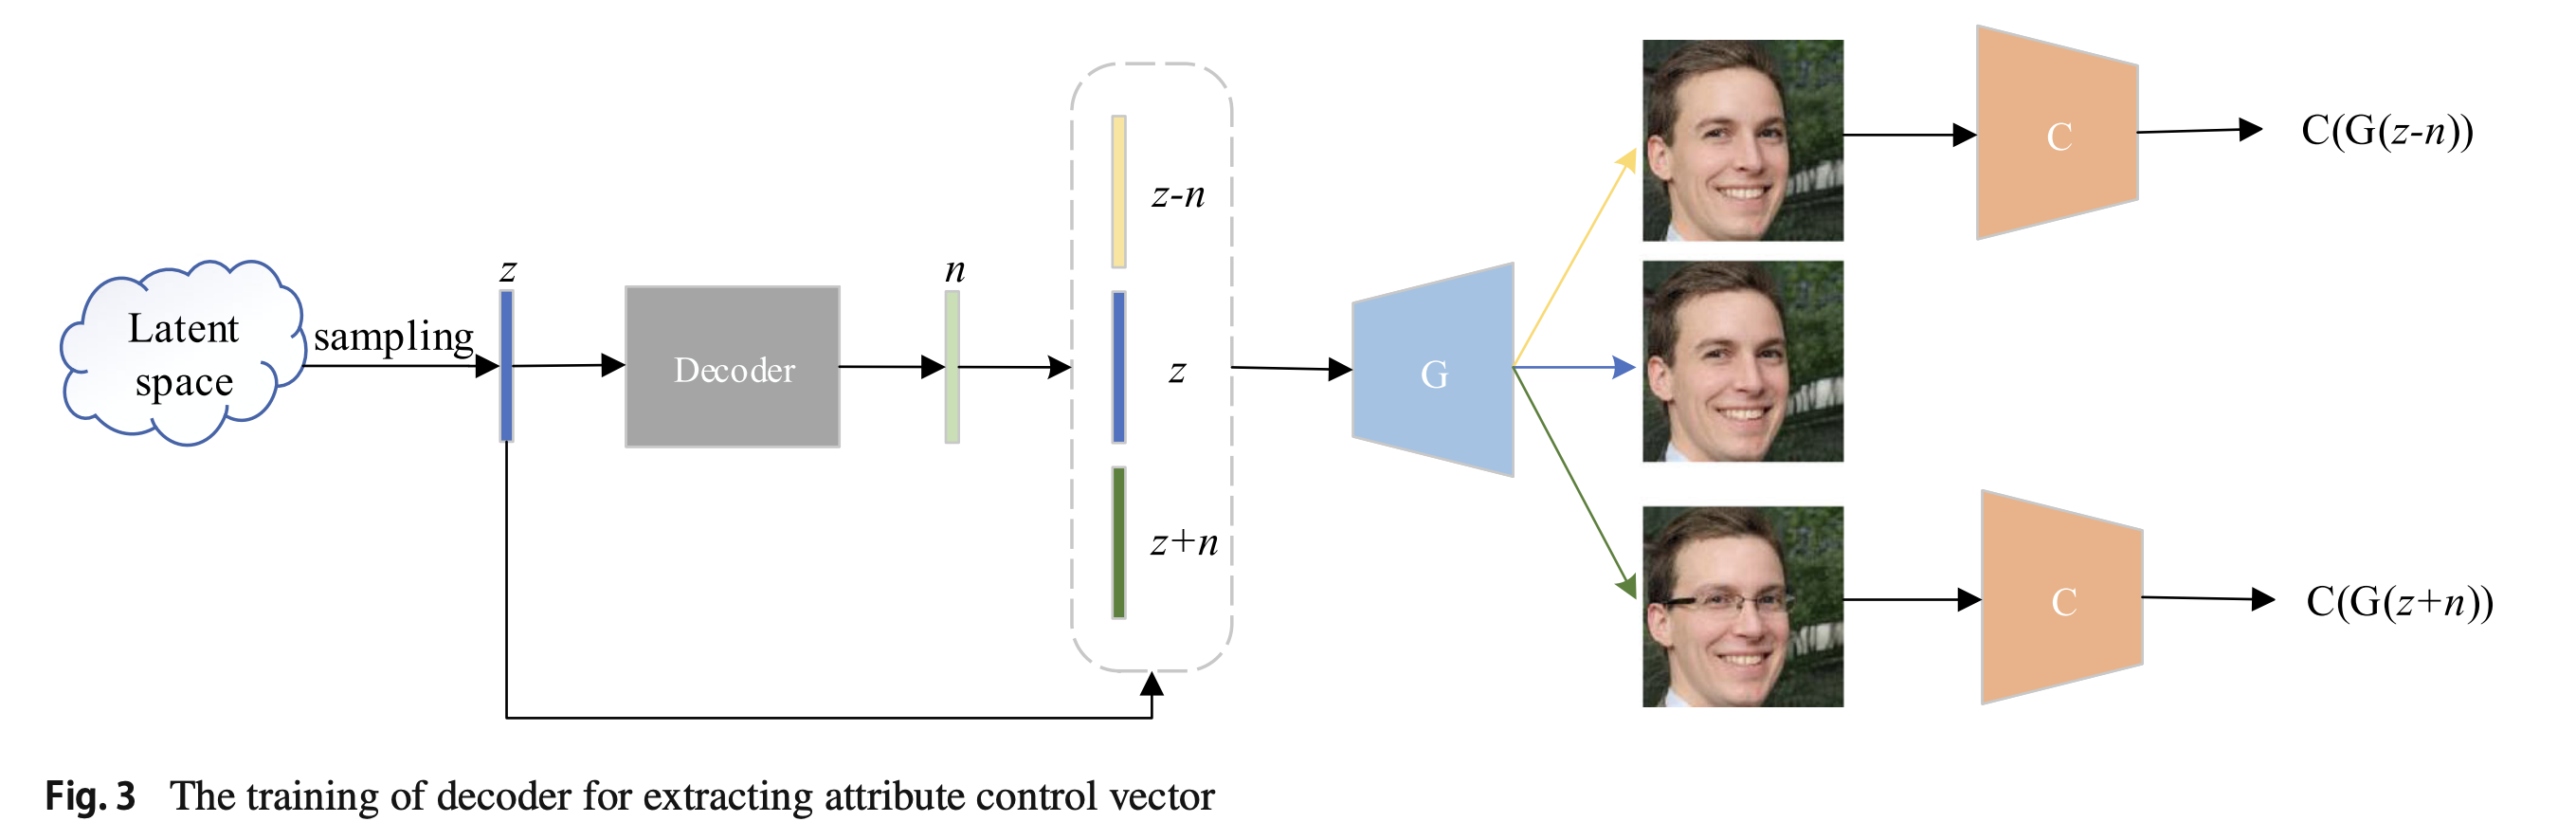 Latent
space
sampling
z
Decoder
n
z-n
z
z+n
G
C
C(G(z-n))
C
C(G(z+n))
Fig. 3 The training of decoder for extracting attribute control vector